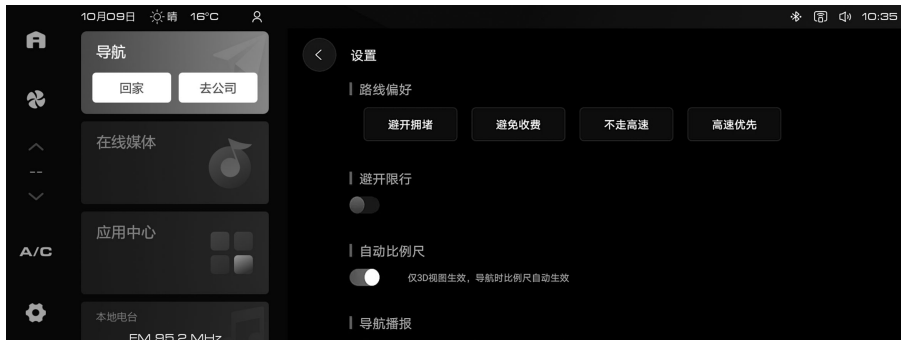 10月09日 晴 16°C
10:35
导航
回家 去公司
在线媒体
应用中心
本地电台
FM 95.2 MHz
--
A/C
设置
路线偏好
避开拥堵 避免收费 不走高速 高速优先
避开限行
自动比例尺
仅3D视图生效，导航时比例尺自动生效
导航播报